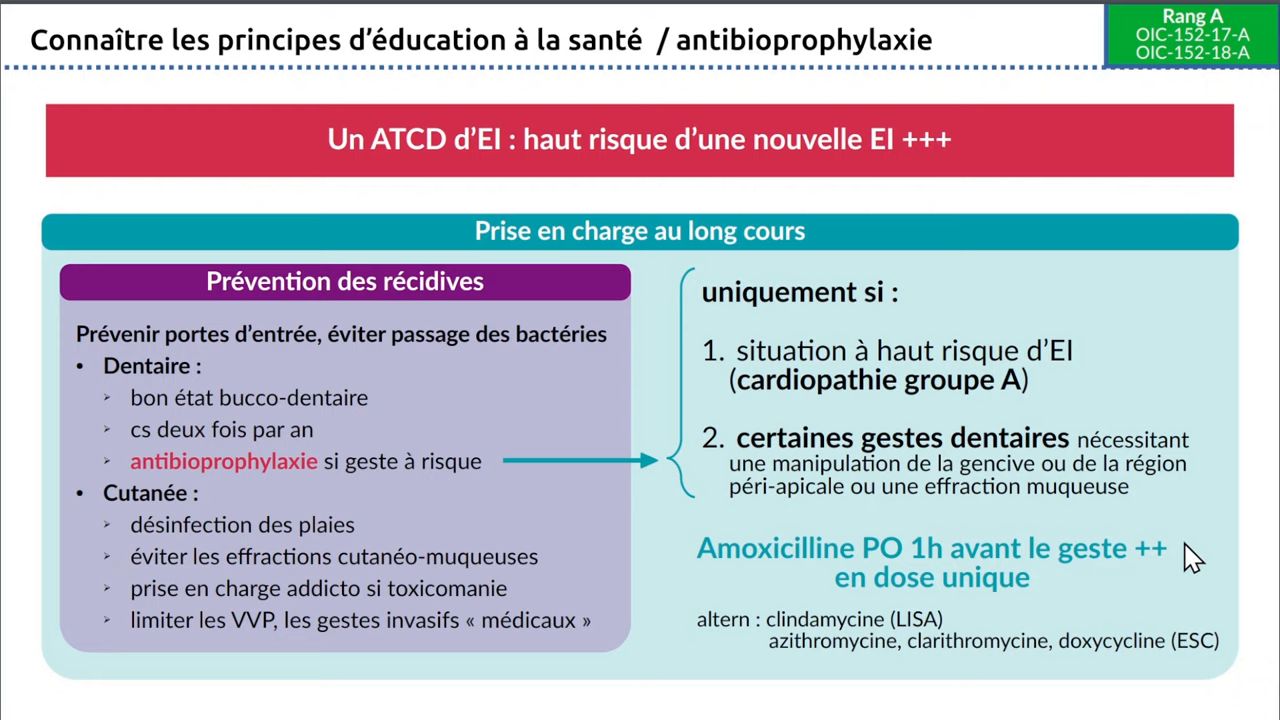 Connaître les principes d'éducation à la santé / antibioprophylaxie
Rang A
OIC-152-17-A
OIC-152-18-A
Un ATCD d'EI : haut risque d'une nouvelle EI +++
Prise en charge au long cours
Prévention des récidives
Prévenir portes d'entrée, éviter passage des bactéries
• Dentaire :
➢ bon état bucco-dentaire
➢ cs deux fois par an
➢ antibioprophylaxie si geste à risque
• Cutanée :
➢ désinfection des plaies
➢ éviter les effractions cutanéo-muqueuses
➢ prise en charge addicto si toxicomanie
➢ limiter les VVP, les gestes invasifs « médicaux »
uniquement si :
1. situation à haut risque d'EI
(cardiopathie groupe A)
2. certaines gestes dentaires nécessitant
une manipulation de la gencive ou de la région
péri-apicale ou une effraction muqueuse
Amoxicilline PO 1h avant le geste ++
en dose unique
altern : clindamycine (LISA)
azithromycine, clarithromycine, doxycycline (ESC)